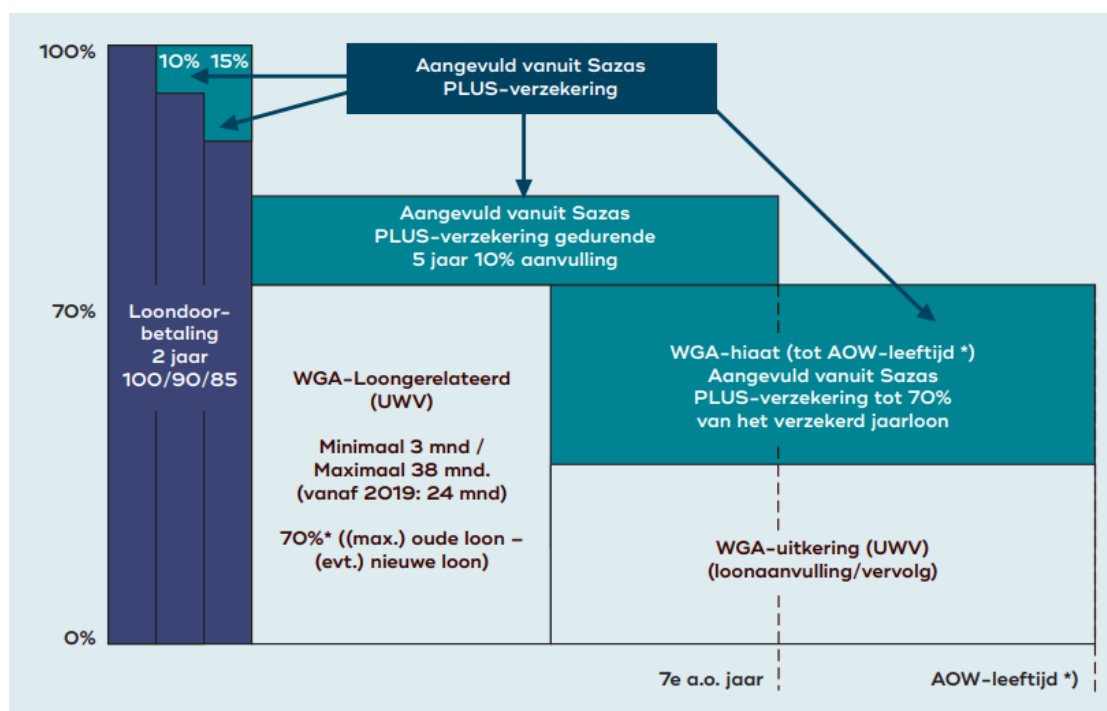 100%
10% 15%
Aangevuld vanuit Sazas
PLUS-verzekering
Aangevuld vanuit Sazas
PLUS-verzekering gedurende
5 jaar 10% aanvulling
70%
Loondoor-
betaling
2 jaar
100/90/85
WGA-Loongerelateerd
(UWV)
Minimaal 3 mnd /
Maximaal 38 mnd.
(vanaf 2019: 24 mnd)
70%* ((max.) oude loon –
(evt.) nieuwe loon)
WGA-hiaat (tot AOW-leeftijd *)
Aangevuld vanuit Sazas
PLUS-verzekering tot 70%
van het verzekerd jaarloon
WGA-uitkering (UWV)
(loonaanvulling/vervolg)
0%
7e a.o. jaar
AOW-leeftijd *)